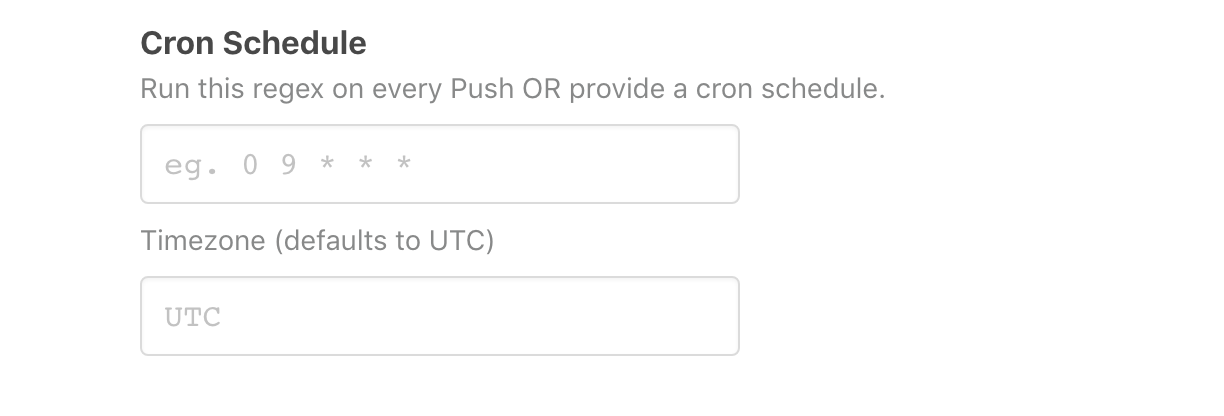 Cron Schedule
Run this regex on every Push OR provide a cron schedule.
eg. 0 9 * * *
Timezone (defaults to UTC)
UTC